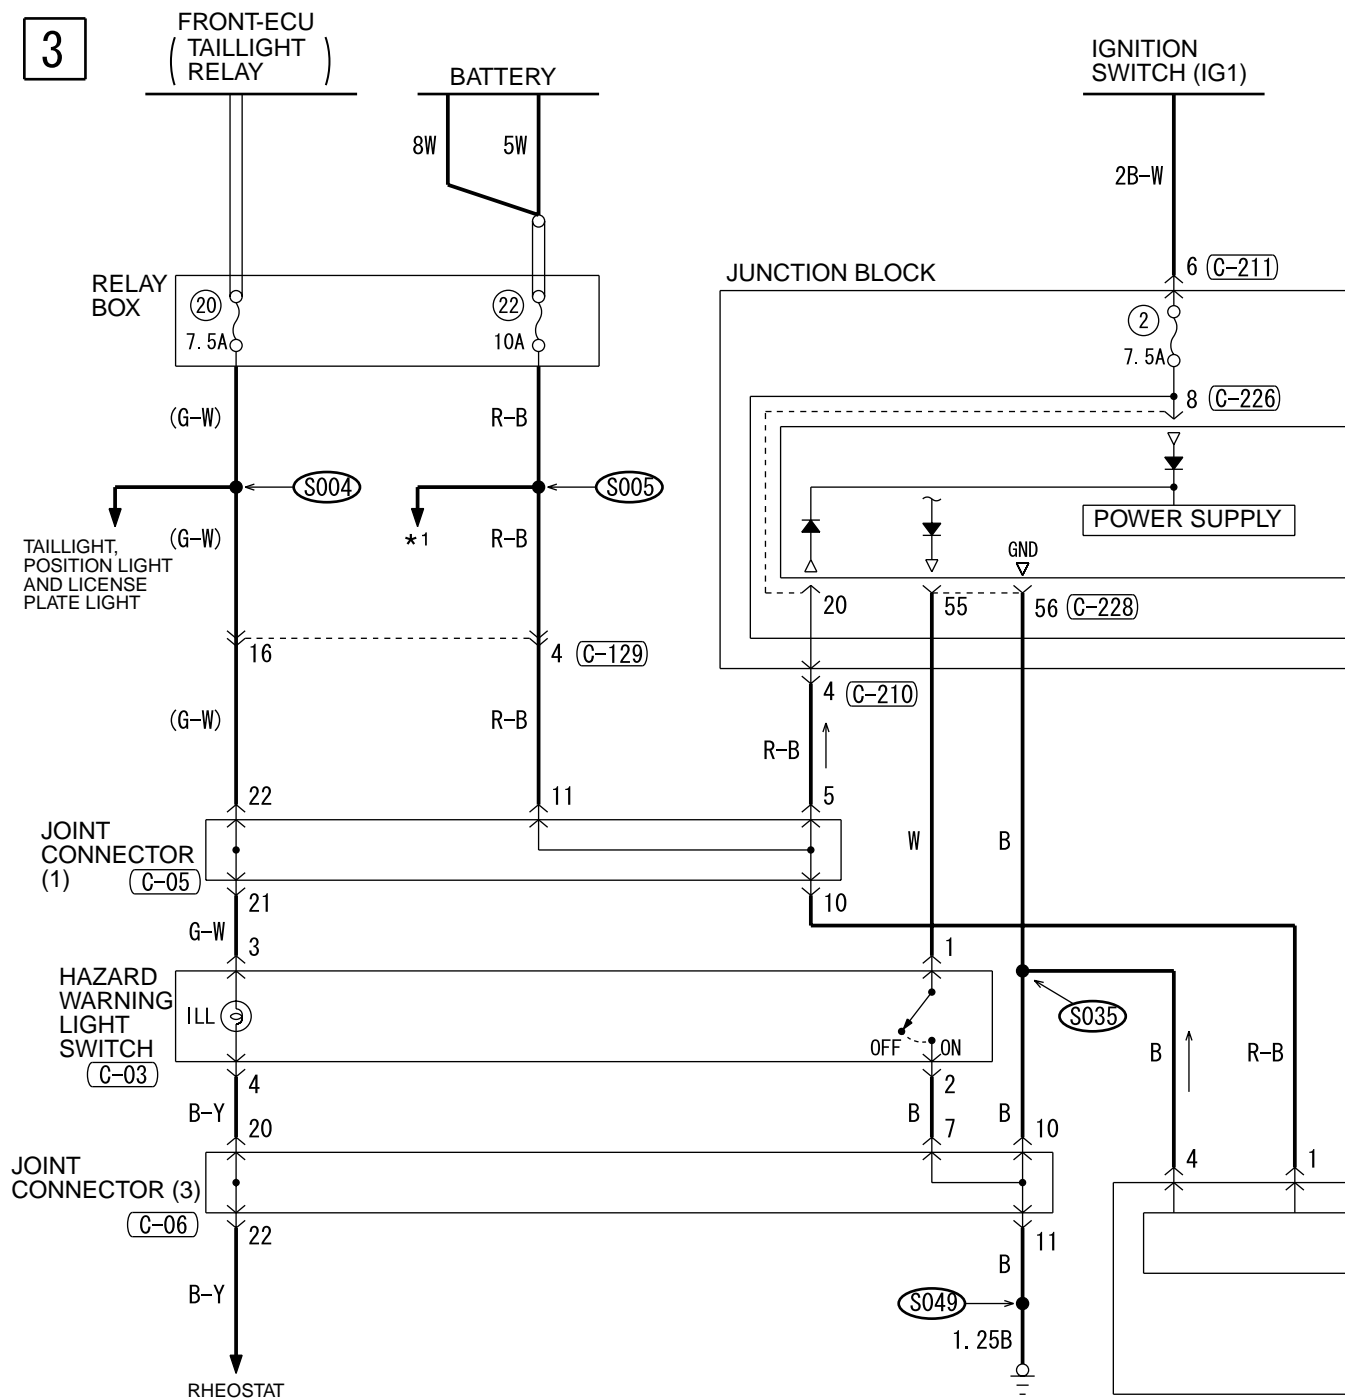 3
FRONT-ECU
( TAILLIGHT )
RELAY
BATTERY
IGNITION
SWITCH (IG1)
8W
5W
2B-W
RELAY
BOX
JUNCTION BLOCK
6 C-211
20
22
2
7.5A
10A
7.5A
8 C-226
(G-W)
R-B
S004
S005
POWER SUPPLY
TAILLIGHT,
POSITION LIGHT
AND LICENSE
PLATE LIGHT
(G-W)
*1
R-B
GND
20
55
56 C-228
16
4 C-129
4 C-210
(G-W)
R-B
R-B
22
11
5
JOINT
CONNECTOR
(1)
C-05
W
B
21
10
G-W
3
1
HAZARD
WARNING
LIGHT
SWITCH
C-03
ILL
OFF
ON
S035
B
R-B
4
2
B-Y
B
B
20
7
10
4
1
JOINT
CONNECTOR (3)
C-06
22
11
B-Y
B
S049
1.25B
RHEOSTAT